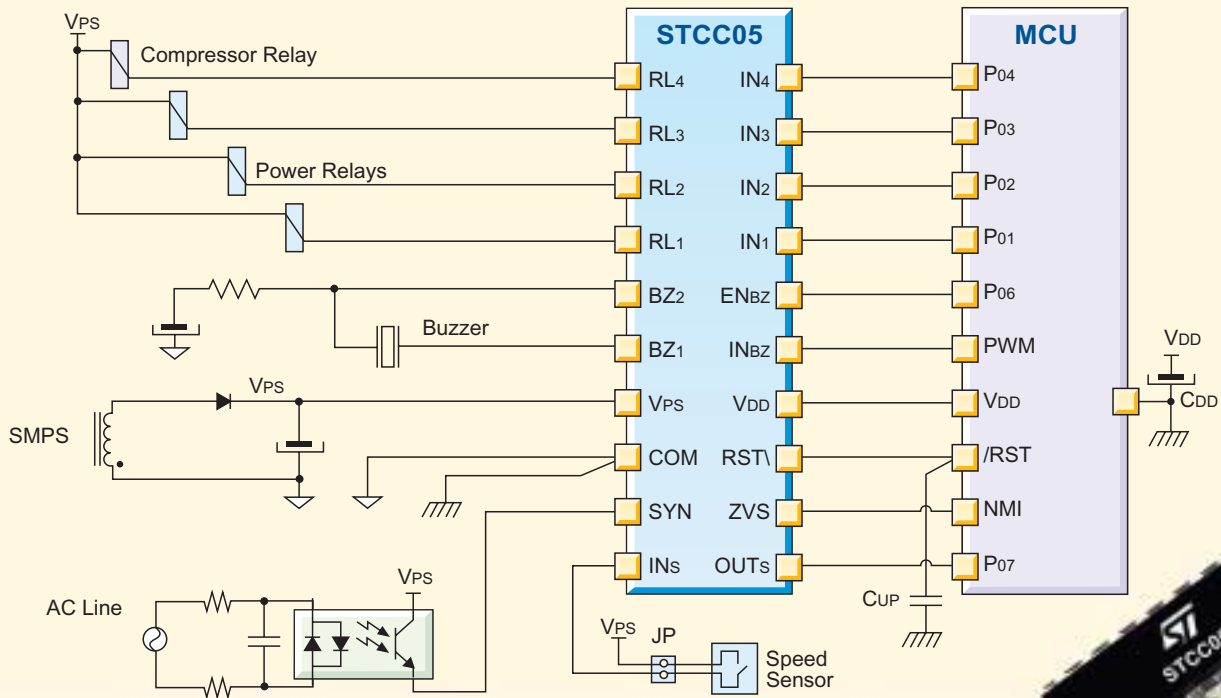 VPS
STCC05
MCU
Compressor Relay
RL4
IN4
P04
RL3
IN3
P03
Power Relays
RL2
IN2
P02
RL1
IN1
P01
BZ2
ENBZ
P06
Buzzer
BZ1
INBZ
PWM
VDD
CDD
SMPS
VPS
VPS
VDD
VDD
COM
RST\
/RST
SYN
ZVS
NMI
INS
OUTS
P07
AC Line
VPS
CUP
VPS
JP
Speed
Sensor
ST
STCC05